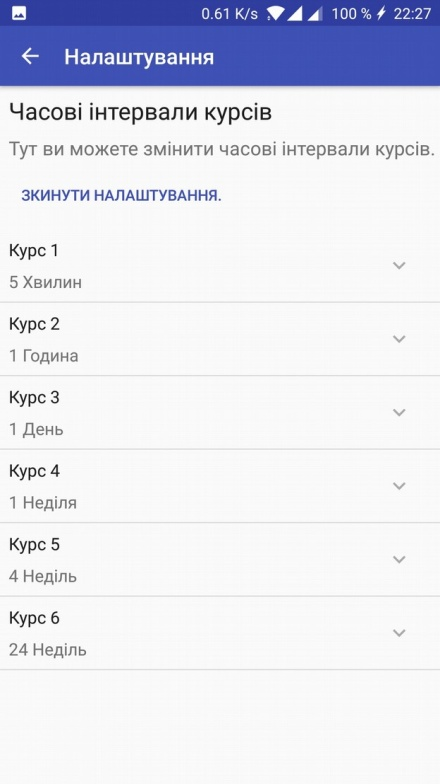 0.61 K/s 100 % 22:27
Налаштування
Часові інтервали курсів
Тут ви можете змінити часові інтервали курсів.
ЗКИНУТИ НАЛАШТУВАННЯ.
Курс 1
5 Хвилин
Курс 2
1 Година
Курс 3
1 День
Курс 4
1 Неділя
Курс 5
4 Неділь
Курс 6
24 Неділь